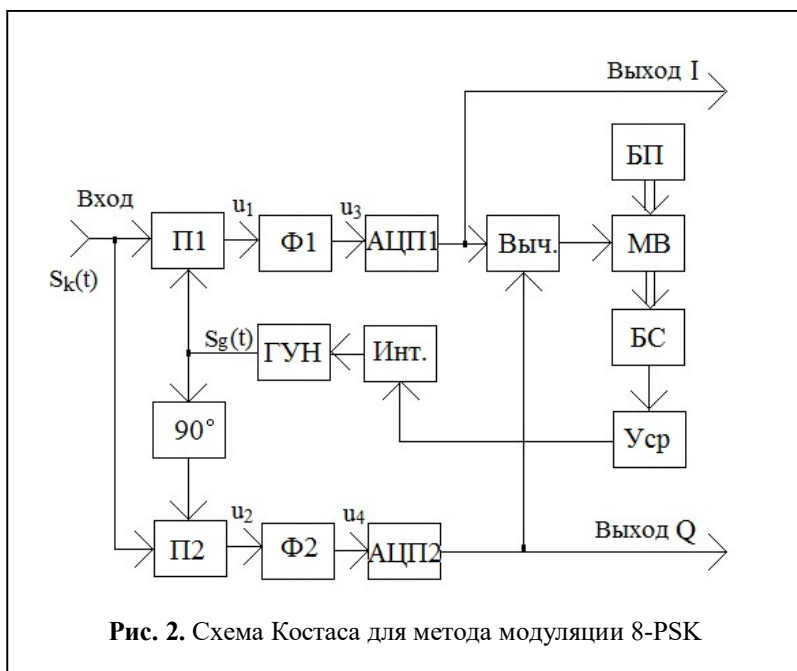 Выход I
БП
Вход
u₁
u₃
П1
Ф1
АЦП1
Выч.
МВ
Sₖ(t)
S_g(t)
ГУН
Инт.
БС
90°
Уср
u₂
u₄
Выход Q
П2
Ф2
АЦП2
Рис. 2. Схема Костаса для метода модуляции 8-PSK